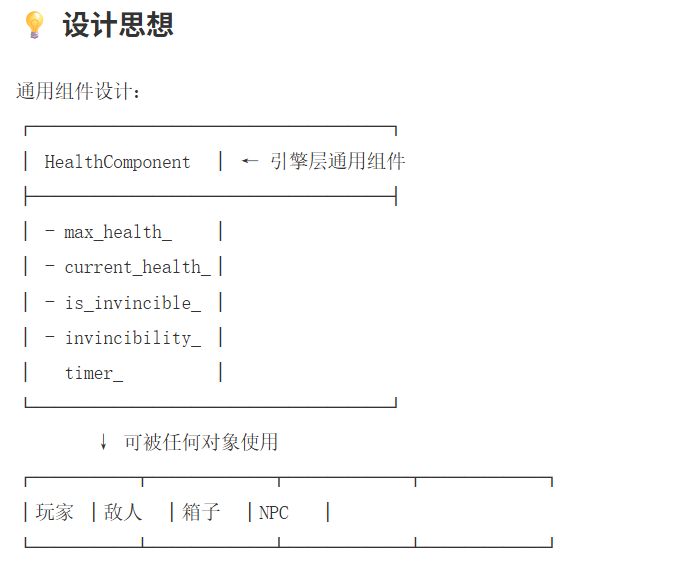 💡 设计思想
通用组件设计:
┌─────────────────────────┐
│ HealthComponent │ ← 引擎层通用组件
├─────────────────────────┤
│ - max_health_ │
│ - current_health_│
│ - is_invincible_ │
│ - invincibility_ │
│ timer_ │
└─────────────────────────┘
↓ 可被任何对象使用
┌───────┬────────┬────────┬────────┐
│玩家 │敌人 │箱子 │NPC │
└───────┴────────┴────────┴────────┘